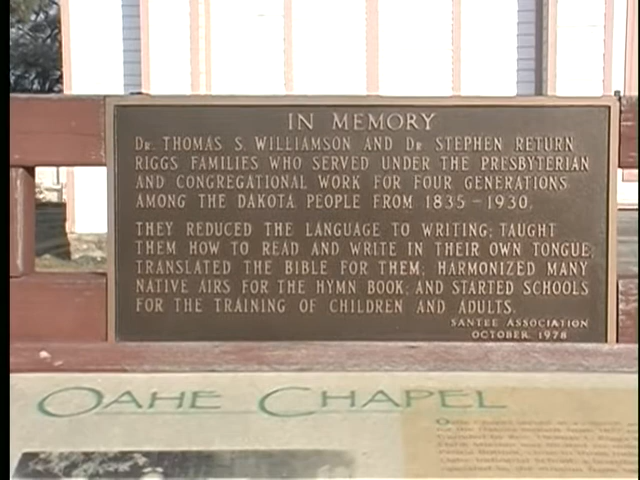 IN MEMORY
DR. THOMAS S. WILLIAMSON AND DR STEPHEN RETURN
RIGGS FAMILIES WHO SERVED UNDER THE PRESBYTERIAN
AND CONGREGATIONAL WORK FOR FOUR GENERATIONS
AMONG THE DAKOTA PEOPLE FROM 1835-1930.
THEY REDUCED THE LANGUAGE TO WRITING; TAUGHT
THEM HOW TO READ AND WRITE IN THEIR OWN TONGUE;
TRANSLATED THE BIBLE FOR THEM; HARMONIZED MANY
NATIVE AIRS FOR THE HYMN BOOK; AND STARTED SCHOOLS
FOR THE TRAINING OF CHILDREN AND ADULTS.
SANTEE ASSOCIATION
OCTOBER 1978
OAHE CHAPEL